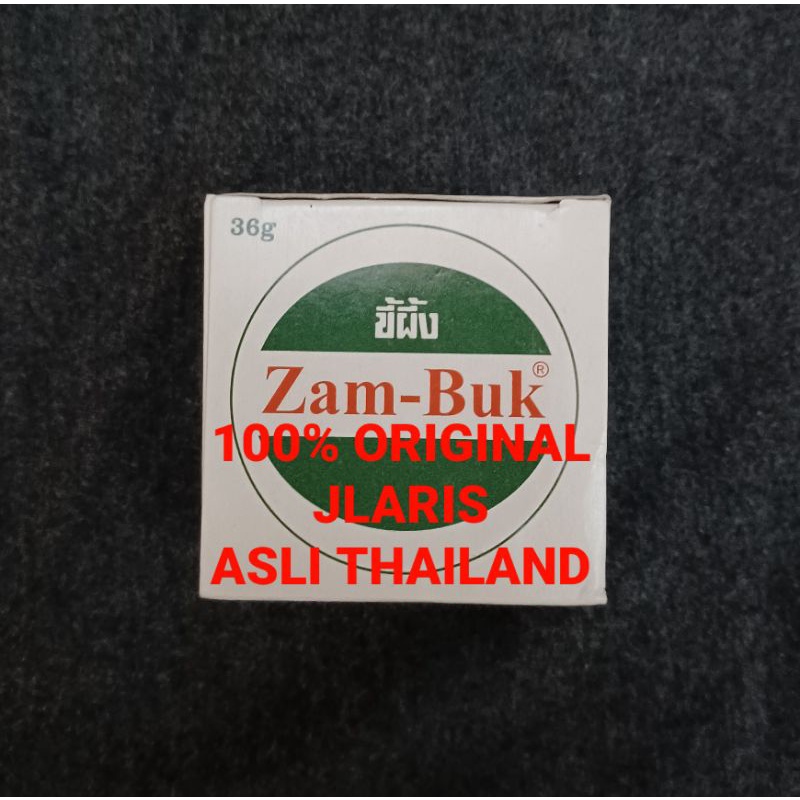 36g
ขี้ผึ้ง
Zam-Buk®
100% ORIGINAL
JLARIS
ASLI THAILAND